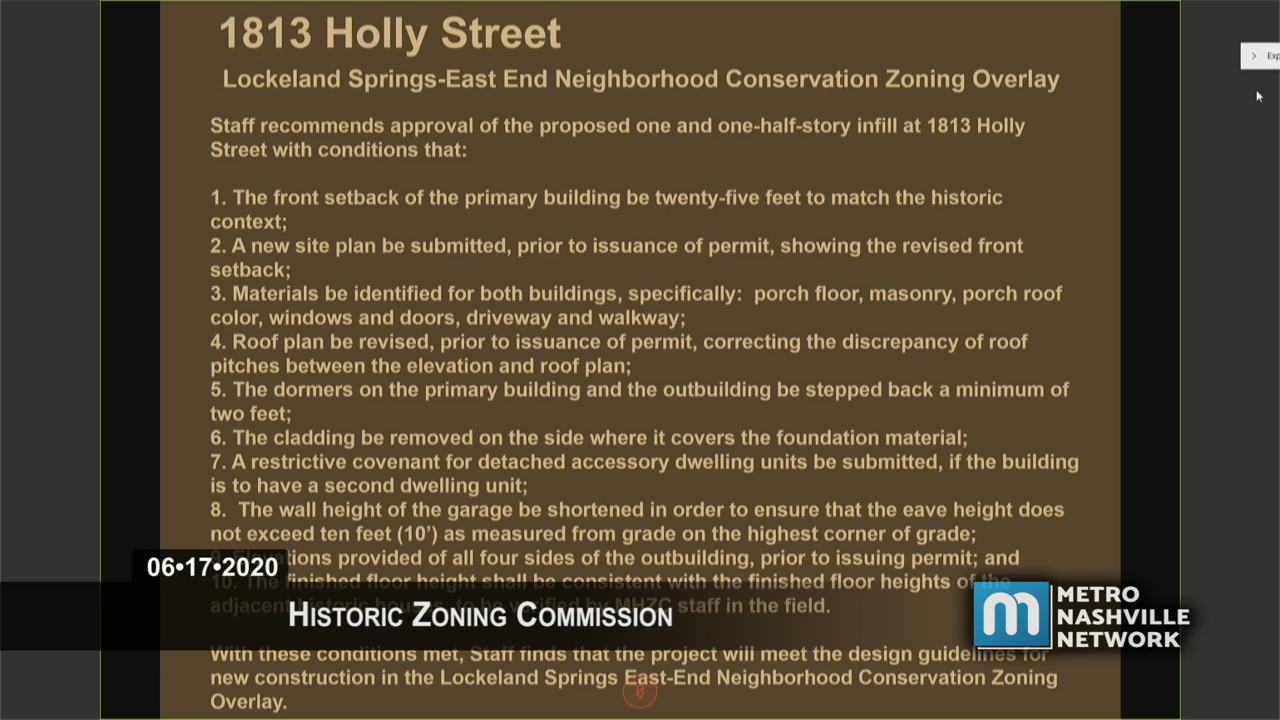 1813 Holly Street
Lockeland Springs-East End Neighborhood Conservation Zoning Overlay
Staff recommends approval of the proposed one and one-half-story infill at 1813 Holly
Street with conditions that:
1. The front setback of the primary building be twenty-five feet to match the historic
context;
2. A new site plan be submitted, prior to issuance of permit, showing the revised front
setback;
3. Materials be identified for both buildings, specifically:  porch floor, masonry, porch roof
color, windows and doors, driveway and walkway;
4. Roof plan be revised, prior to issuance of permit, correcting the discrepancy of roof
pitches between the elevation and roof plan;
5. The dormers on the primary building and the outbuilding be stepped back a minimum of
two feet;
6. The cladding be removed on the side where it covers the foundation material;
7. A restrictive covenant for detached accessory dwelling units be submitted, if the building
is to have a second dwelling unit;
8.  The wall height of the garage be shortened in order to ensure that the eave height does
not exceed ten feet (10’) as measured from grade on the highest corner of grade;
9. Elevations provided of all four sides of the outbuilding, prior to issuing permit; and
10. The finished floor height shall be consistent with the finished floor heights of the
adjacent historic houses, to be verified by MHZC staff in the field.
With these conditions met, Staff finds that the project will meet the design guidelines for
new construction in the Lockeland Springs East-End Neighborhood Conservation Zoning
Overlay.
06•17•2020
Historic Zoning Commission
m
METRO
NASHVILLE
NETWORK
Exp